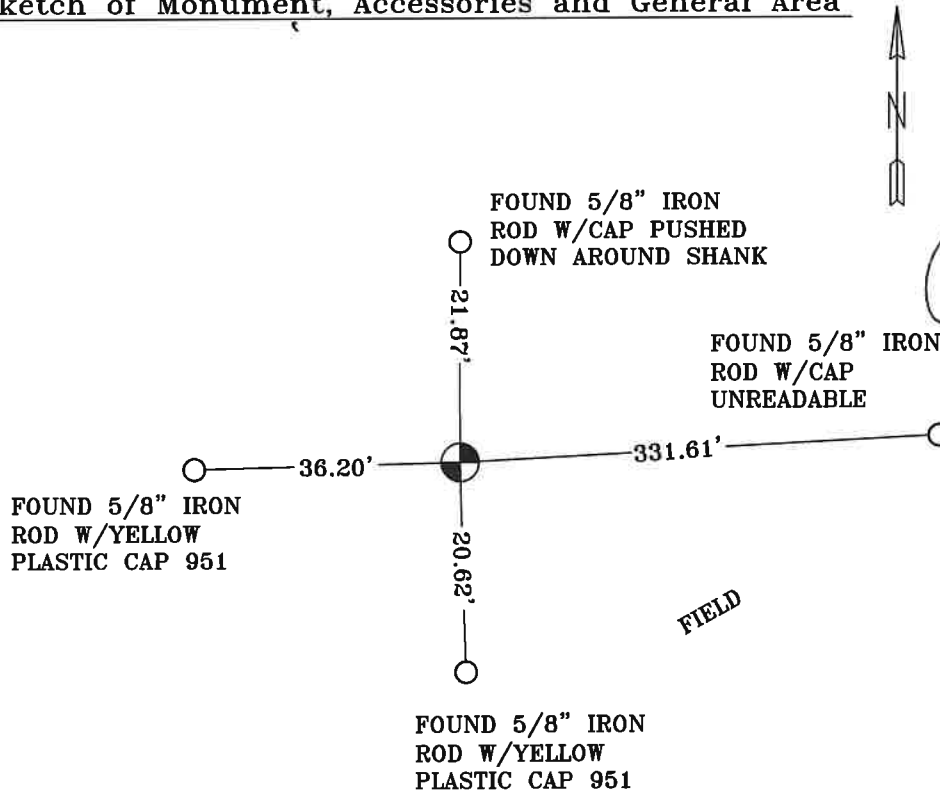 ketch of Monument, Accessories and General Area
N
FOUND 5/8" IRON
ROD W/CAP PUSHED
DOWN AROUND SHANK
21.87'
FOUND 5/8" IRON
ROD W/CAP
UNREADABLE
36.20'
331.61'
FOUND 5/8" IRON
ROD W/YELLOW
PLASTIC CAP 951
20.62'
FIELD
FOUND 5/8" IRON
ROD W/YELLOW
PLASTIC CAP 951